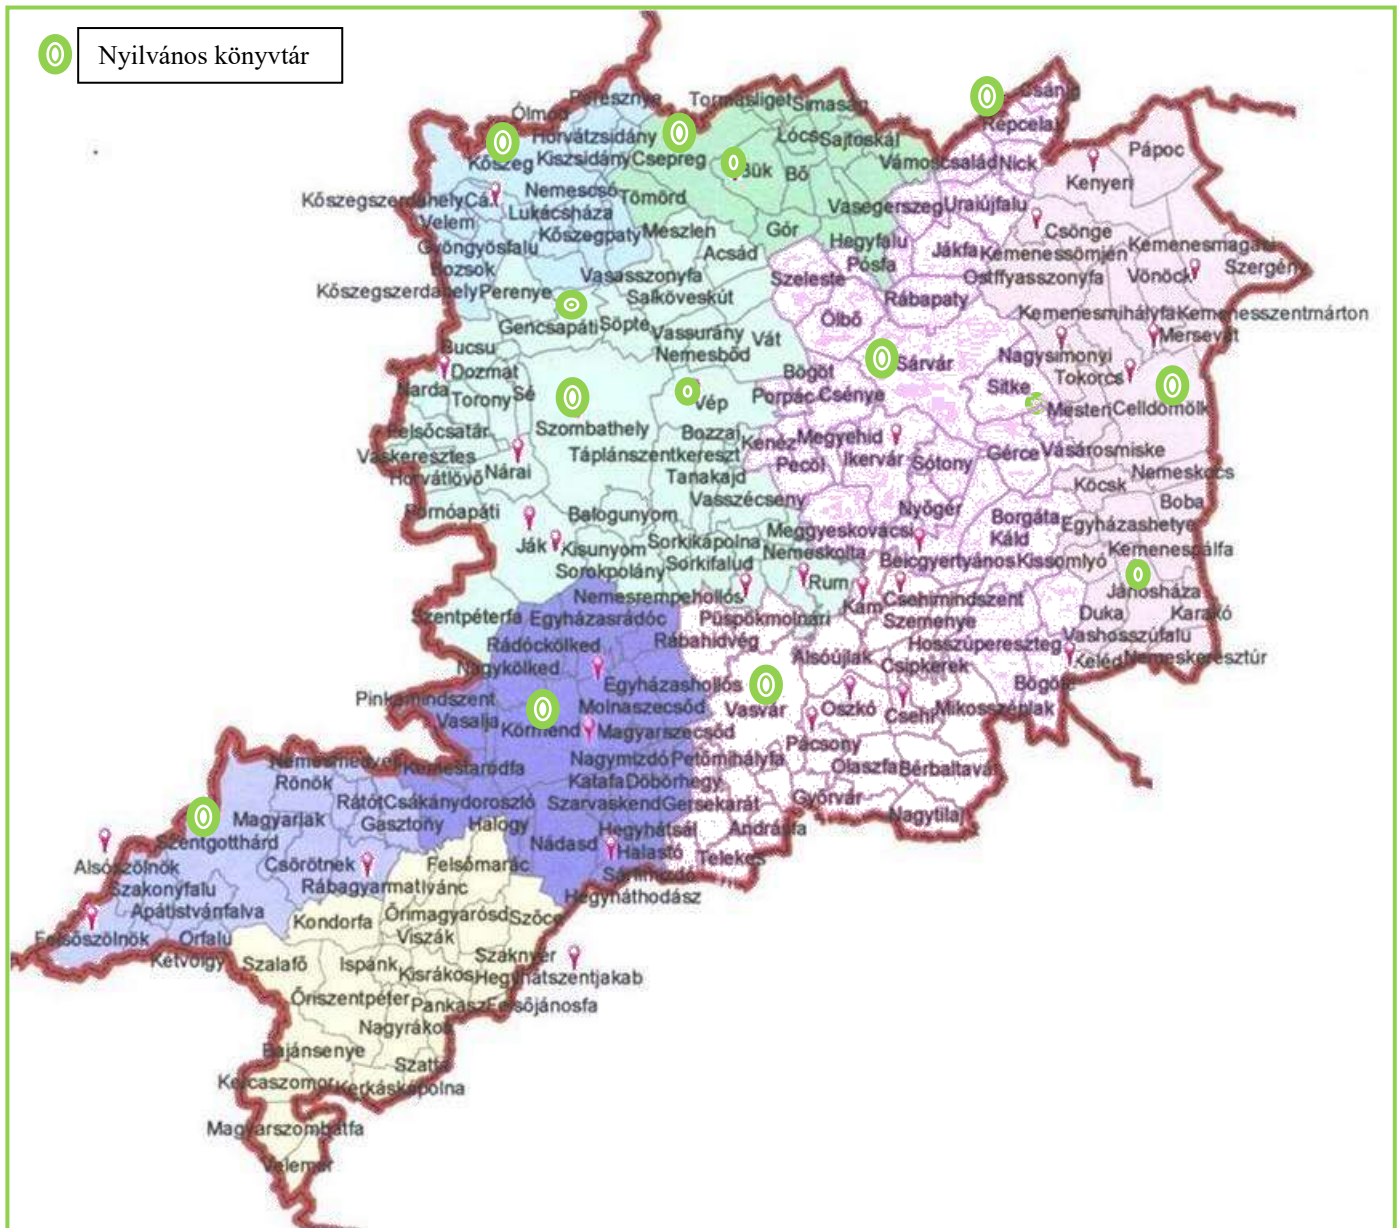 Nyilvános könyvtár
Csánig
Peresznye
Tormásliget
Simaság
Ólmod
Répcelak
Horvátzsidány
Lócs
Sajtoskál
Pápoc
Kőszeg
Kiszsidány
Csepreg
Bük
Bő
Vámoscsalád
Nick
Kenyeri
Nemescsó
Tömörd
Kőszegszerdahely
Cá
Lukácsháza
Vasegerszeg
Uraiújfalu
Velem
Kőszegpaty
Meszlen
Gór
Csönge
Gyöngyösfalu
Acsád
Hegyfalu
Jákfa
Kemenessömjén
Kemenesmagasi
Bozsok
Vasasszonyfa
Pósfa
Szeleste
Ostffyasszonyfa
Vönöck
Szergény
Kőszegszerdahely
Perenye
Salköveskút
Rábapaty
Gencsapáti
Söpte
Vassurány
Ölbő
Kemenesmihályfa
Kemenesszentmárton
Vát
Mersevát
Bucsu
Nemesbőd
Nagysimonyi
Dozmat
Bögöt
Sárvár
Tokorcs
Narda
Torony
Sé
Vép
Porpác
Csénye
Sitke
Mesteri
Celldömölk
Felsőcsatár
Szombathely
Bozzai
Kenéz
Megyehid
Vaskeresztes
Nárai
Táplánszentkereszt
Ikervár
Gérce
Vásárosmiske
Pecöl
Sótony
Horvátlövő
Tanakajd
Nemeskocs
Köcsk
Vasszécseny
Boba
Pornóapáti
Balogunyom
Nyőgér
Borgáta
Meggyeskovácsi
Egyházashetye
Ják
Kisunyom
Sorkikápolna
Káld
Nemeskolta
Kemenespálfa
Sorokpolány
Sorkifalud
Bejcgyertyános
Kissomlyó
Rum
Jánosháza
Nemesrempehollós
Kám
Csehimindszent
Szentpéterfa
Egyházasrádóc
Püspökmolnári
Szemenye
Duka
Karakó
Rádóckölked
Rábahidvég
Hosszúpereszteg
Vashosszúfalu
Nagykölked
Alsóújlak
Csipkerek
Keléd
Nemeskeresztúr
Egyházashollós
Bögöte
Pinkamindszent
Molnaszecsőd
Vasvár
Oszkó
Csehi
Mikosszéplak
Vasalja
Körmend
Magyarszecsőd
Pácsony
Nemesmedves
Kemestaródfa
Nagymizdó
Petőmihályfa
Olaszfa
Bérbaltavár
Rönök
Katafa
Döbörhegy
Rátót
Csákánydoroszló
Szarvaskend
Gersekarát
Győrvár
Magyarlak
Gasztony
Halogy
Hegyhátsál
Andrásfa
Nagytilaj
Szentgotthárd
Nádasd
Halastó
Telekes
Alsószölnök
Csörötnek
Felsőmarác
Szakonyfalu
Rábagyarmat
Ivánc
Sárfimizdó
Apátistvánfalva
Hegyháthodász
Kondorfa
Őrimagyarósd
Szőce
Felsőszölnök
Orfalu
Viszák
Kétvölgy
Szalafő
Ispánk
Szaknyér
Kisrákos
Hegyhátszentjakab
Őriszentpéter
Pankasz
Felsőjánosfa
Nagyrákos
Bajánsenye
Szatta
Kercaszomor
Kerkáskápolna
Magyarszombatfa
Velemér